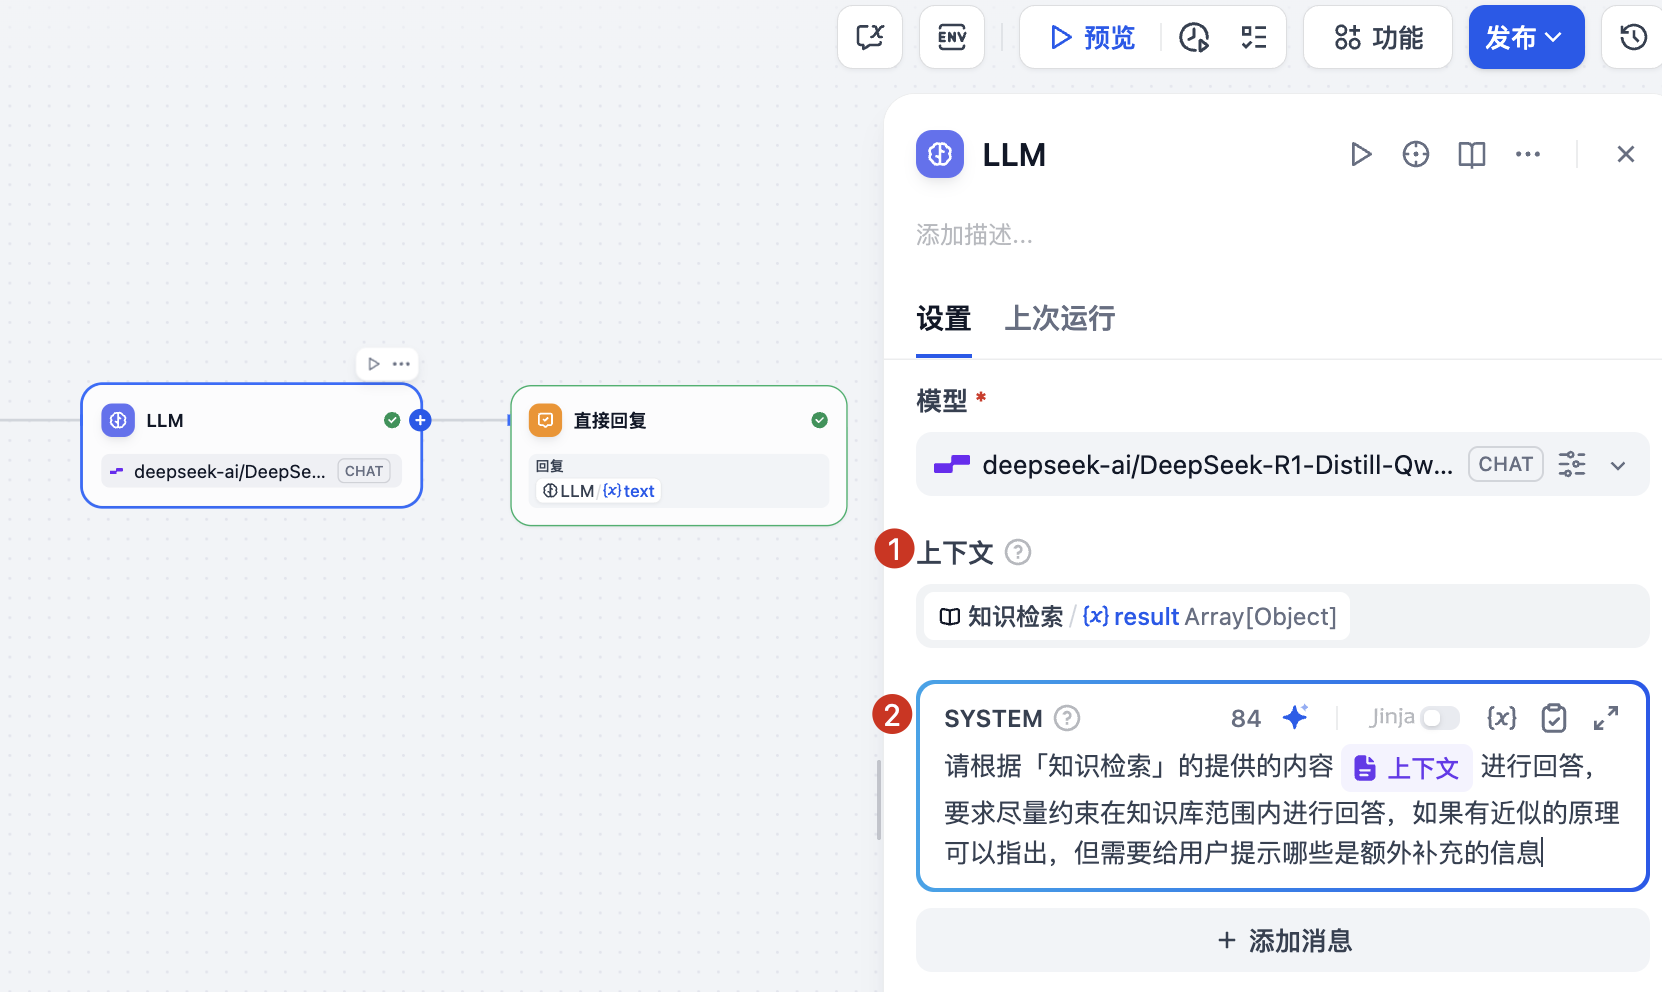 ENV
预览
功能
发布
LLM
添加描述...
设置
上次运行
模型 *
deepseek-ai/DeepSeek-R1-Distill-Qw...
CHAT
1
上下文
知识检索 / {x} result Array[Object]
2
SYSTEM
84
Jinja
{x}
请根据「知识检索」的提供的内容 上下文 进行回答，
要求尽量约束在知识库范围内进行回答，如果有近似的原理
可以指出，但需要给用户提示哪些是额外补充的信息
+ 添加消息
LLM
deepseek-ai/DeepSe...
CHAT
直接回复
回复
LLM / {x} text